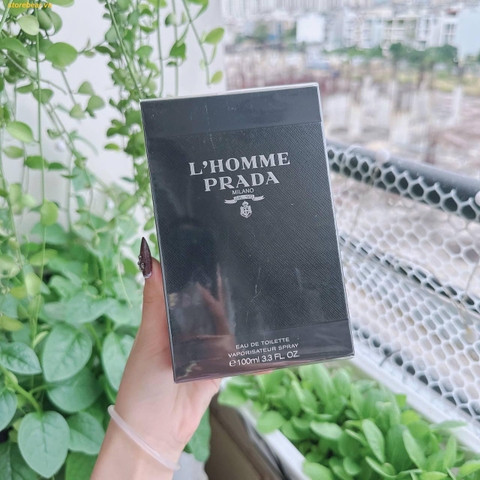 L'HOMME
PRADA
MILANO
EAU DE TOILETTE
VAPORISATEUR SPRAY
℮100ml 3.3 FL. OZ.